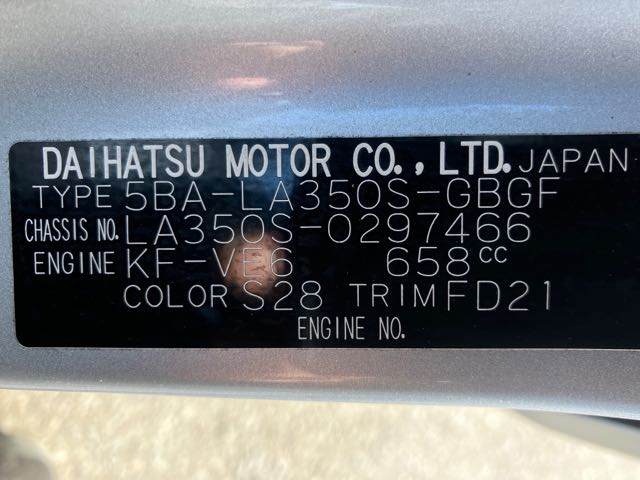 DAIHATSU MOTOR CO., LTD. JAPAN
TYPE 5BA-LA350S-GBGF
CHASSIS NO. LA350S-0297466
ENGINE KF-VE6 658cc
COLOR S28 TRIM FD21
ENGINE NO.